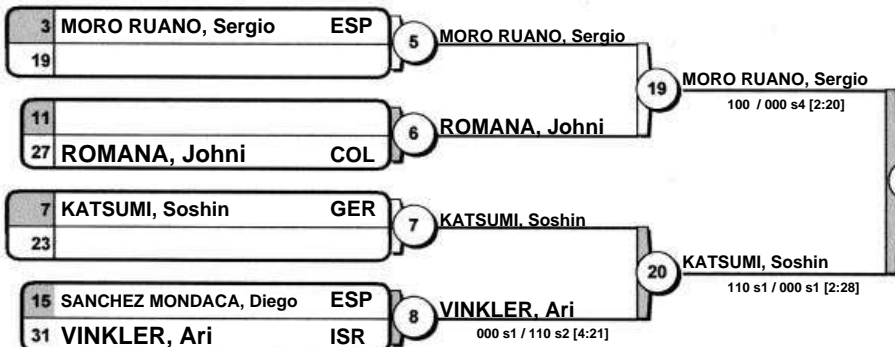 3 MORO RUANO, Sergio ESP
19
5
MORO RUANO, Sergio
11
27 ROMANA, Johni COL
6
ROMANA, Johni
19
MORO RUANO, Sergio
100 / 000 s4 [2:20]
7 KATSUMI, Soshin GER
23
7
KATSUMI, Soshin
15 SANCHEZ MONDACA, Diego ESP
31 VINKLER, Ari ISR
8
VINKLER, Ari
000 s1 / 110 s2 [4:21]
20
KATSUMI, Soshin
110 s1 / 000 s1 [2:28]